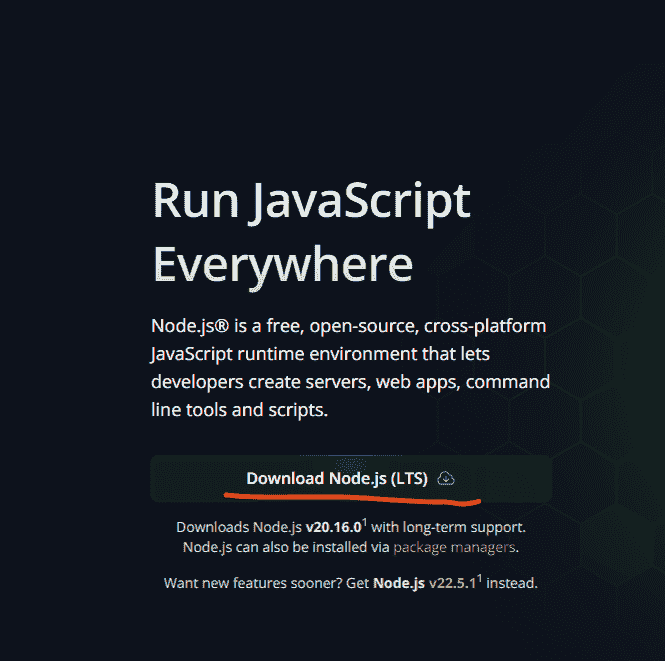 Run JavaScript
Everywhere
Node.js® is a free, open-source, cross-platform
JavaScript runtime environment that lets
developers create servers, web apps, command
line tools and scripts.
Download Node.js (LTS)
Downloads Node.js v20.16.0¹ with long-term support.
Node.js can also be installed via package managers.
Want new features sooner? Get Node.js v22.5.1¹ instead.